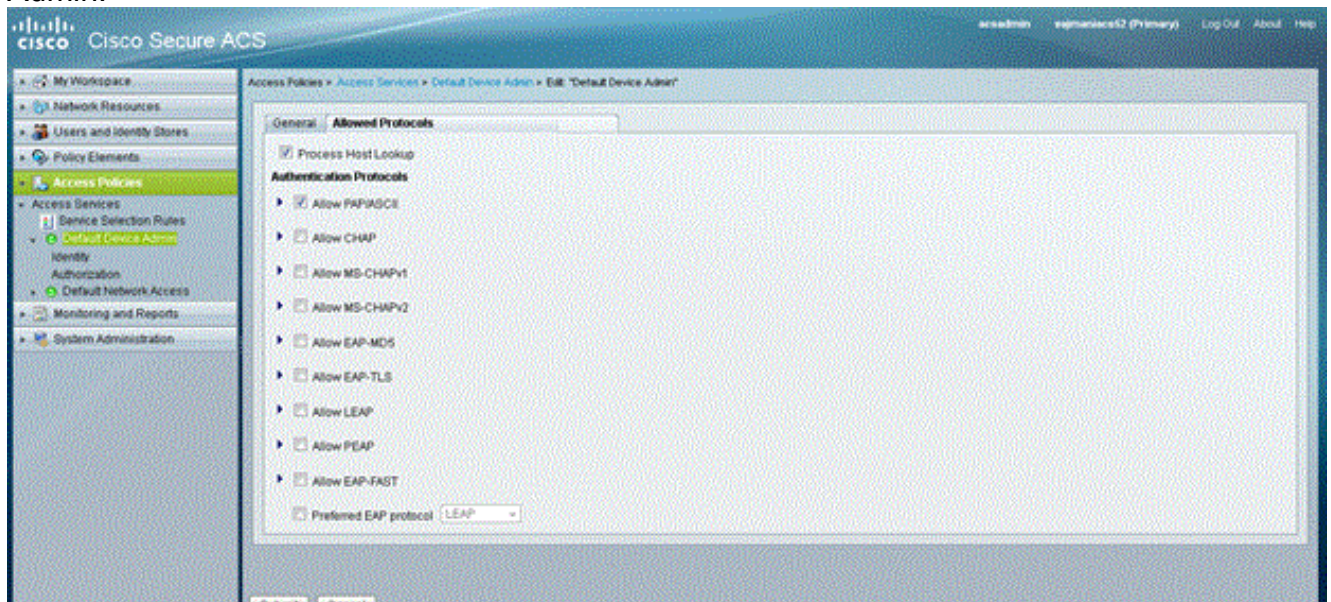 Admin.
CISCO Cisco Secure ACS
acsadmin (Primary) Log Out About Help
My Workspace
Network Resources
Users and Identity Stores
Policy Elements
Access Policies
Access Services
Service Selection Rules
Default Device Admin
Identity
Authorization
Default Network Access
Monitoring and Reports
System Administration
Access Policies > Access Services > Default Device Admin > Edit: "Default Device Admin"
General Allowed Protocols
Process Host Lookup
Authentication Protocols
Allow PAP/ASCII
Allow CHAP
Allow MS-CHAPv1
Allow MS-CHAPv2
Allow EAP-MD5
Allow EAP-TLS
Allow LEAP
Allow PEAP
Allow EAP-FAST
Preferred EAP protocol LEAP